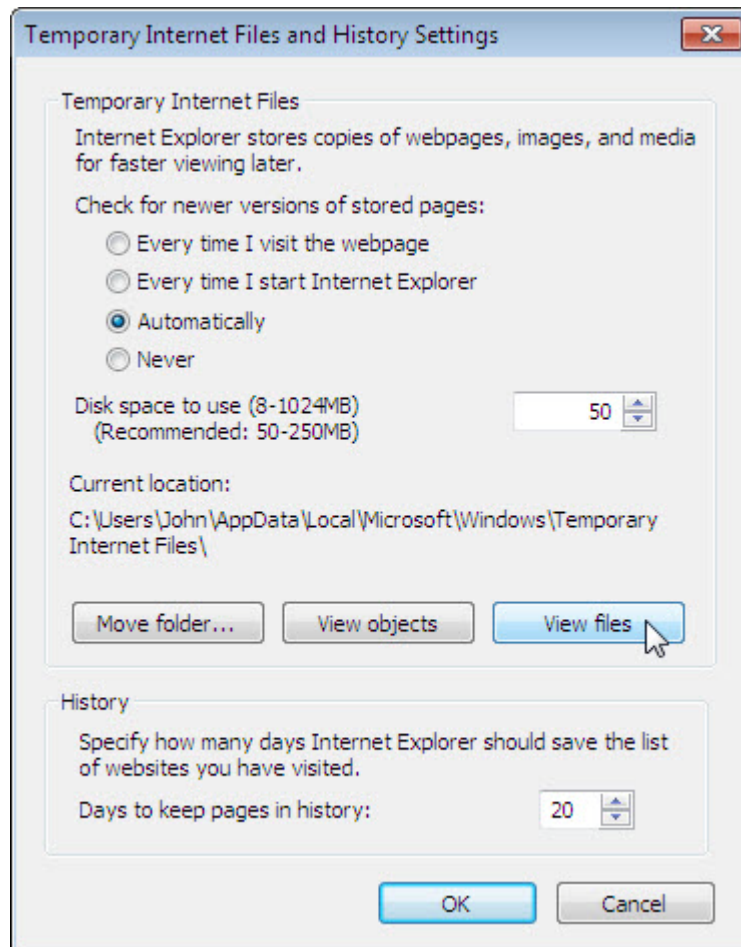 Temporary Internet Files and History Settings
Temporary Internet Files
Internet Explorer stores copies of webpages, images, and media
for faster viewing later.
Check for newer versions of stored pages:
Every time I visit the webpage
Every time I start Internet Explorer
Automatically
Never
Disk space to use (8-1024MB)
(Recommended: 50-250MB)
50
Current location:
C:\Users\John\AppData\Local\Microsoft\Windows\Temporary
Internet Files\
Move folder... View objects View files
History
Specify how many days Internet Explorer should save the list
of websites you have visited.
Days to keep pages in history: 20
OK Cancel